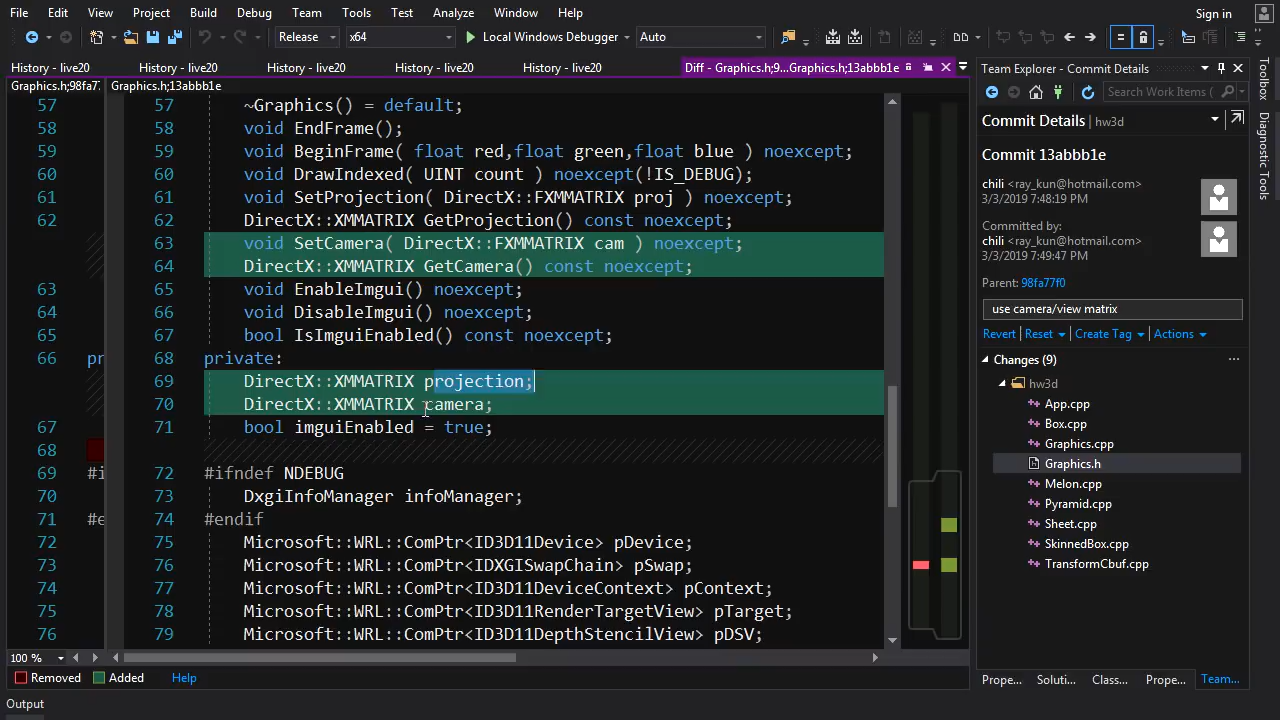 File Edit View Project Build Debug Team Tools Test Analyze Window Help Sign in
Release x64 Local Windows Debugger Auto
History - live20 History - live20 History - live20 History - live20 History - live20 Diff - Graphics.h;9...Graphics.h;13abbb1e
Graphics.h;98fa77 Graphics.h;13abbb1e
57 57 ~Graphics() = default;
58 58 void EndFrame();
59 59 void BeginFrame( float red,float green,float blue ) noexcept;
60 60 void DrawIndexed( UINT count ) noexcept(!IS_DEBUG);
61 61 void SetProjection( DirectX::FXMMATRIX proj ) noexcept;
62 62 DirectX::XMMATRIX GetProjection() const noexcept;
63 void SetCamera( DirectX::FXMMATRIX cam ) noexcept;
64 DirectX::XMMATRIX GetCamera() const noexcept;
63 65 void EnableImgui() noexcept;
64 66 void DisableImgui() noexcept;
65 67 bool IsImguiEnabled() const noexcept;
66 pr 68 private:
69 DirectX::XMMATRIX projection;
70 DirectX::XMMATRIX camera;
67 71 bool imguiEnabled = true;
68
69 #i 72 #ifndef NDEBUG
70 73 DxgiInfoManager infoManager;
71 #e 74 #endif
72 75 Microsoft::WRL::ComPtr<ID3D11Device> pDevice;
73 76 Microsoft::WRL::ComPtr<IDXGISwapChain> pSwap;
74 77 Microsoft::WRL::ComPtr<ID3D11DeviceContext> pContext;
75 78 Microsoft::WRL::ComPtr<ID3D11RenderTargetView> pTarget;
76 79 Microsoft::WRL::ComPtr<ID3D11DepthStencilView> pDSV;
100 %
Removed Added Help
Output
Team Explorer - Commit Details
Search Work Items (
Commit Details | hw3d
Commit 13abbb1e
chili <ray_kun@hotmail.com>
3/3/2019 7:48:19 PM
Committed by:
chili <ray_kun@hotmail.com>
3/3/2019 7:49:47 PM
Parent: 98fa77f0
use camera/view matrix
Revert Reset Create Tag Actions
Changes (9)
hw3d
App.cpp
Box.cpp
Graphics.cpp
Graphics.h
Melon.cpp
Pyramid.cpp
Sheet.cpp
SkinnedBox.cpp
TransformCbuf.cpp
Prope... Soluti... Class... Prope... Team...
Toolbox
Diagnostic Tools